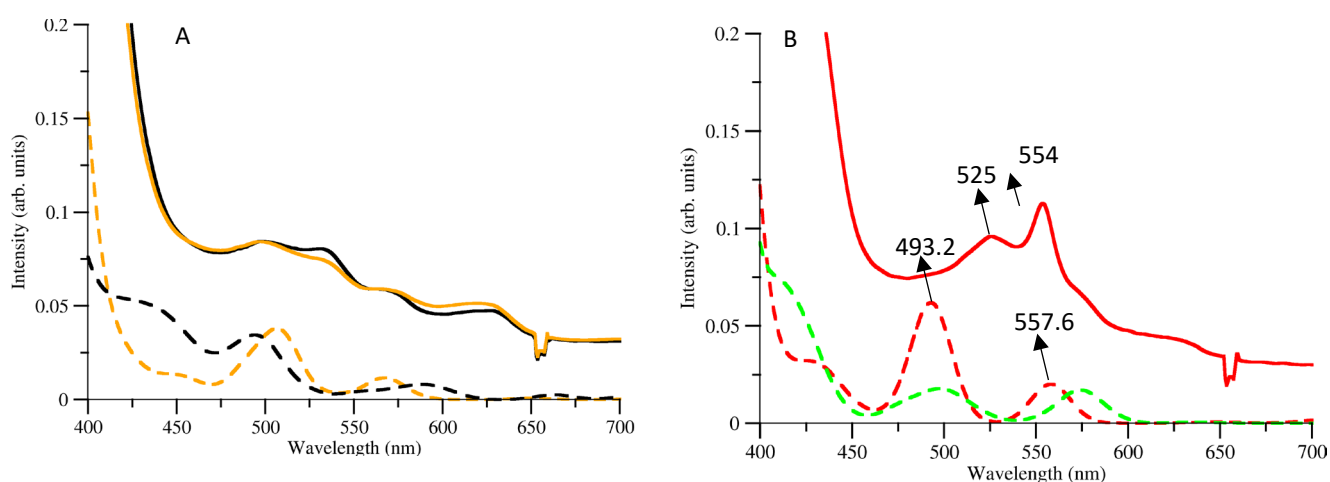 A
Intensity (arb. units)
0.2
0.15
0.1
0.05
0
400 450 500 550 600 650 700
Wavelength (nm)
B
Intensity (arb. units)
0.2
0.15
0.1
0.05
0
554
525
493.2
557.6
400 450 500 550 600 650 700
Wavelength (nm)